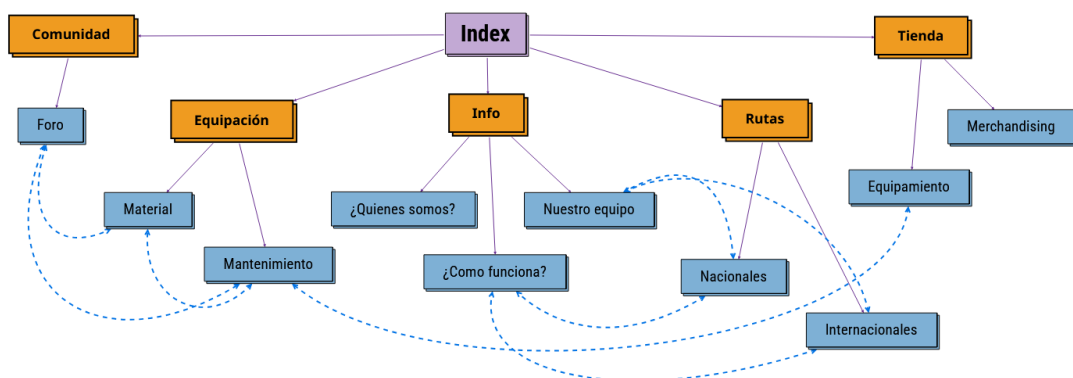 Index
Comunidad
Tienda
Equipación
Info
Rutas
Foro
Merchandising
Material
¿Quienes somos?
Nuestro equipo
Equipamiento
Mantenimiento
¿Como funciona?
Nacionales
Internacionales